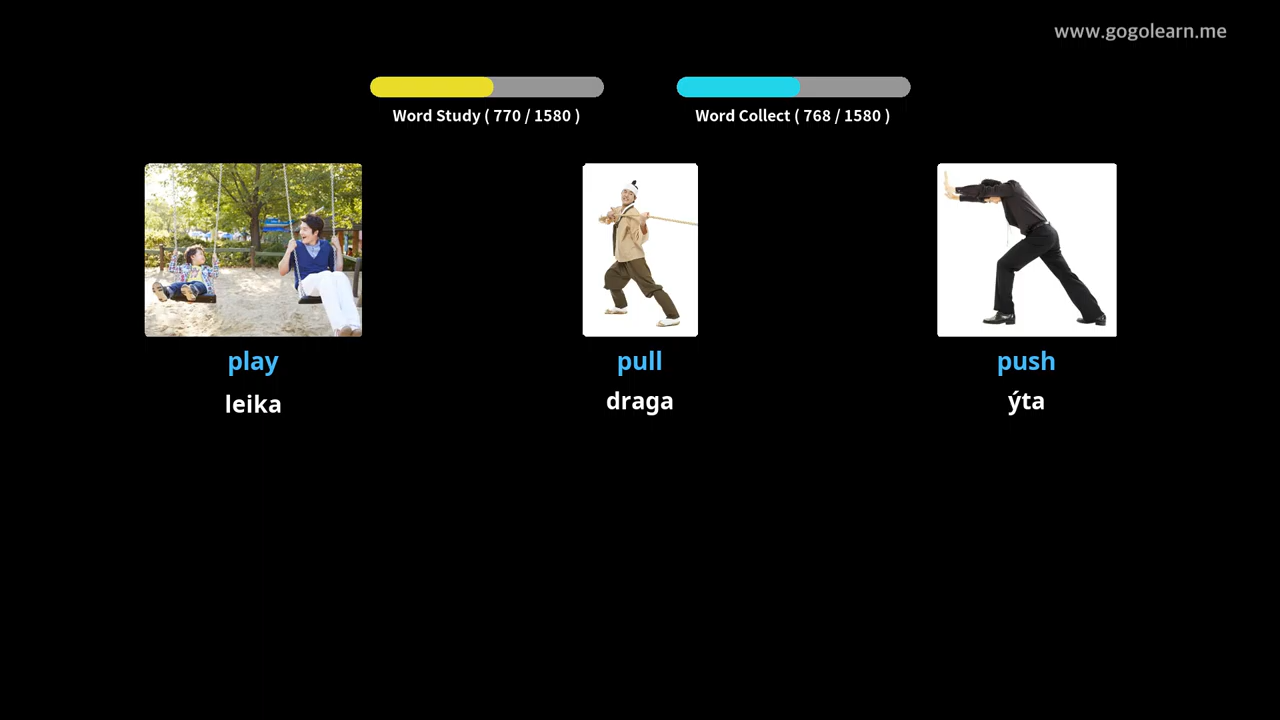 www.gogolearn.me
Word Study ( 770 / 1580 )
Word Collect ( 768 / 1580 )
play
pull
push
leika
draga
ýta